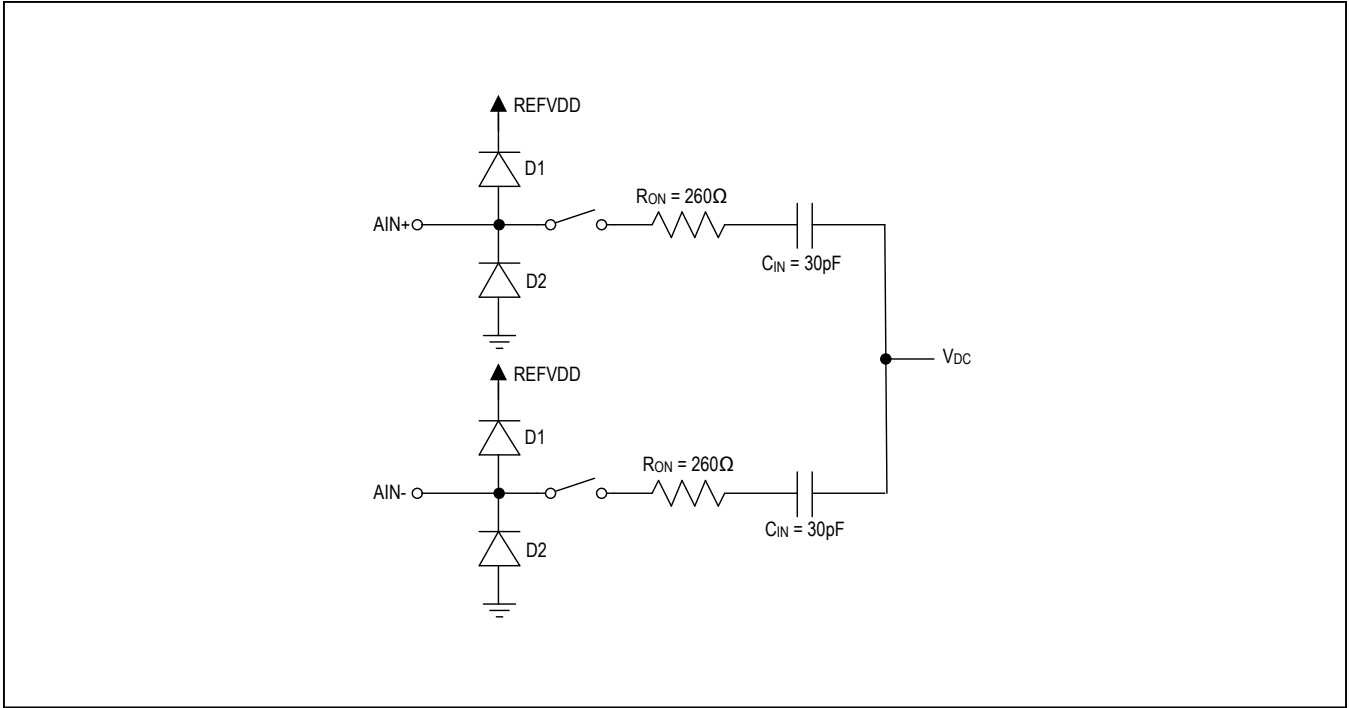 REFVDD
D1
RON = 260Ω
AIN+
CIN = 30pF
D2
REFVDD
VDC
D1
RON = 260Ω
AIN-
CIN = 30pF
D2